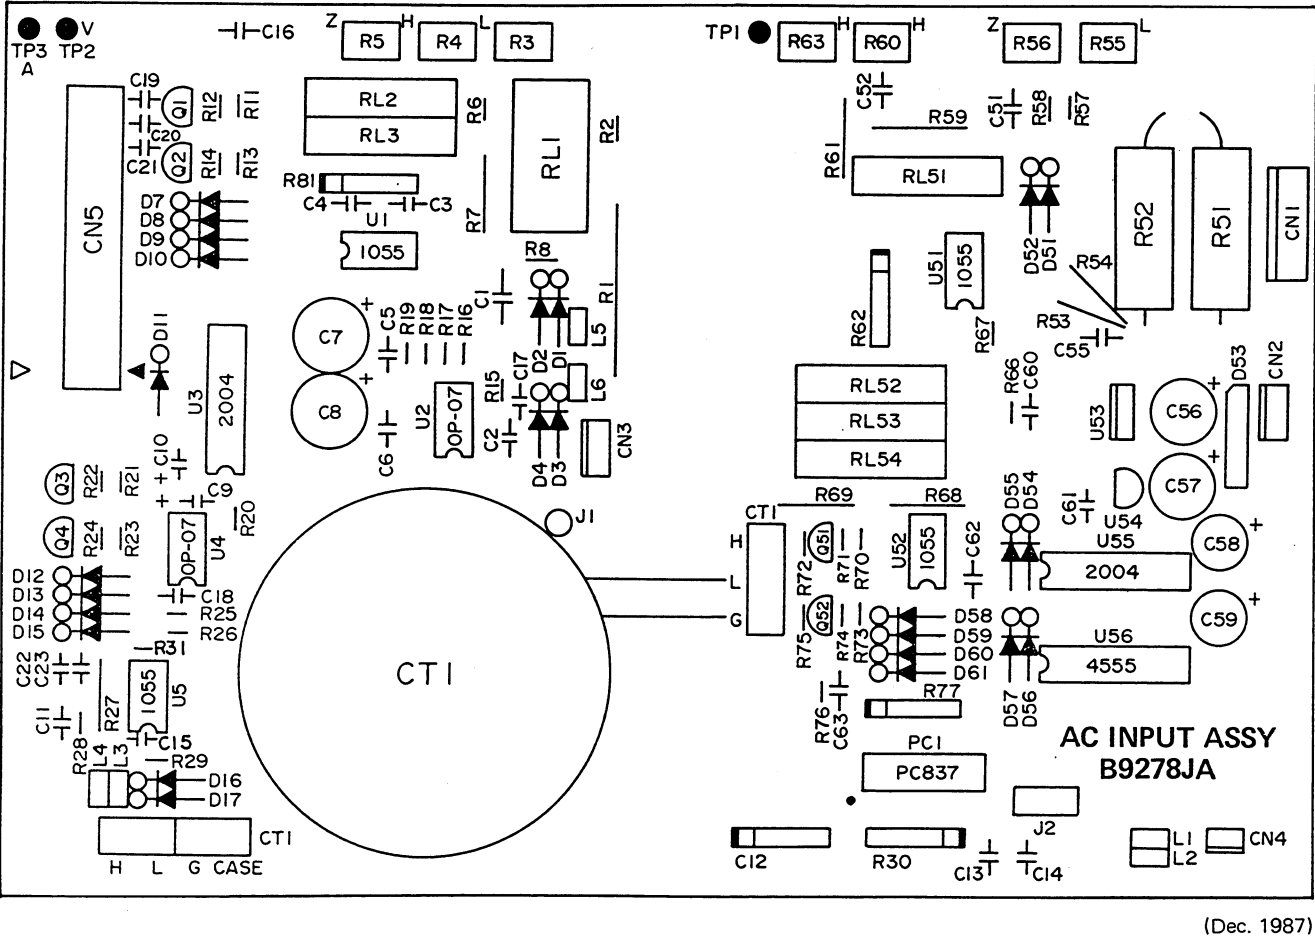 V
TP3 TP2
A
C16
Z R5 H R4 L R3
TP1 R63 H R60 H
Z R56 R55 L
C19
Q1 R12 R11
C20
C21 Q2 R14 R13
RL2
RL3
R6
RL1
R2
C52
R59
C51 R58 R57
R61
RL51
R81
C4 C3
U1
1055
R7
R8
D7
D8
D9
D10
CN5
R52 R51 CN1
D52 D51
U51 1055
R62
R54
R53
C55
R67
C1
R1
C7
C5 R19 R18 R17 R16
D2 D1 L5
D11
U3 2004
C8
C6
U2 OP-07
R15 C17
C2
L6
D4 D3
CN3
RL52
RL53
RL54
R66 C60
U53
C56
D53
CN2
C10
Q3 R22 R21
C9
R20
Q4 R24 R23
OP-07 U4
D12
D13
D14
D15
C18
R25
R26
R31
J1
CT1
R69 R68
CT1
H
L
G
Q51
R72 R71 R70
U52 1055
C62
D55 D54
C61
U54
C57
U55
2004
C58
Q52
R75 R74 R73
D58
D59
D60
D61
U56
4555
C59
C22 C23
C11
R27
R28
1055 U5
C15
R29
L4 L3
D16
D17
R76 C63
R77
D57 D56
AC INPUT ASSY
B9278JA
PC1
PC837
J2
CT1
H L G CASE
C12
R30
C13 C14
L1
L2
CN4
(Dec. 1987)